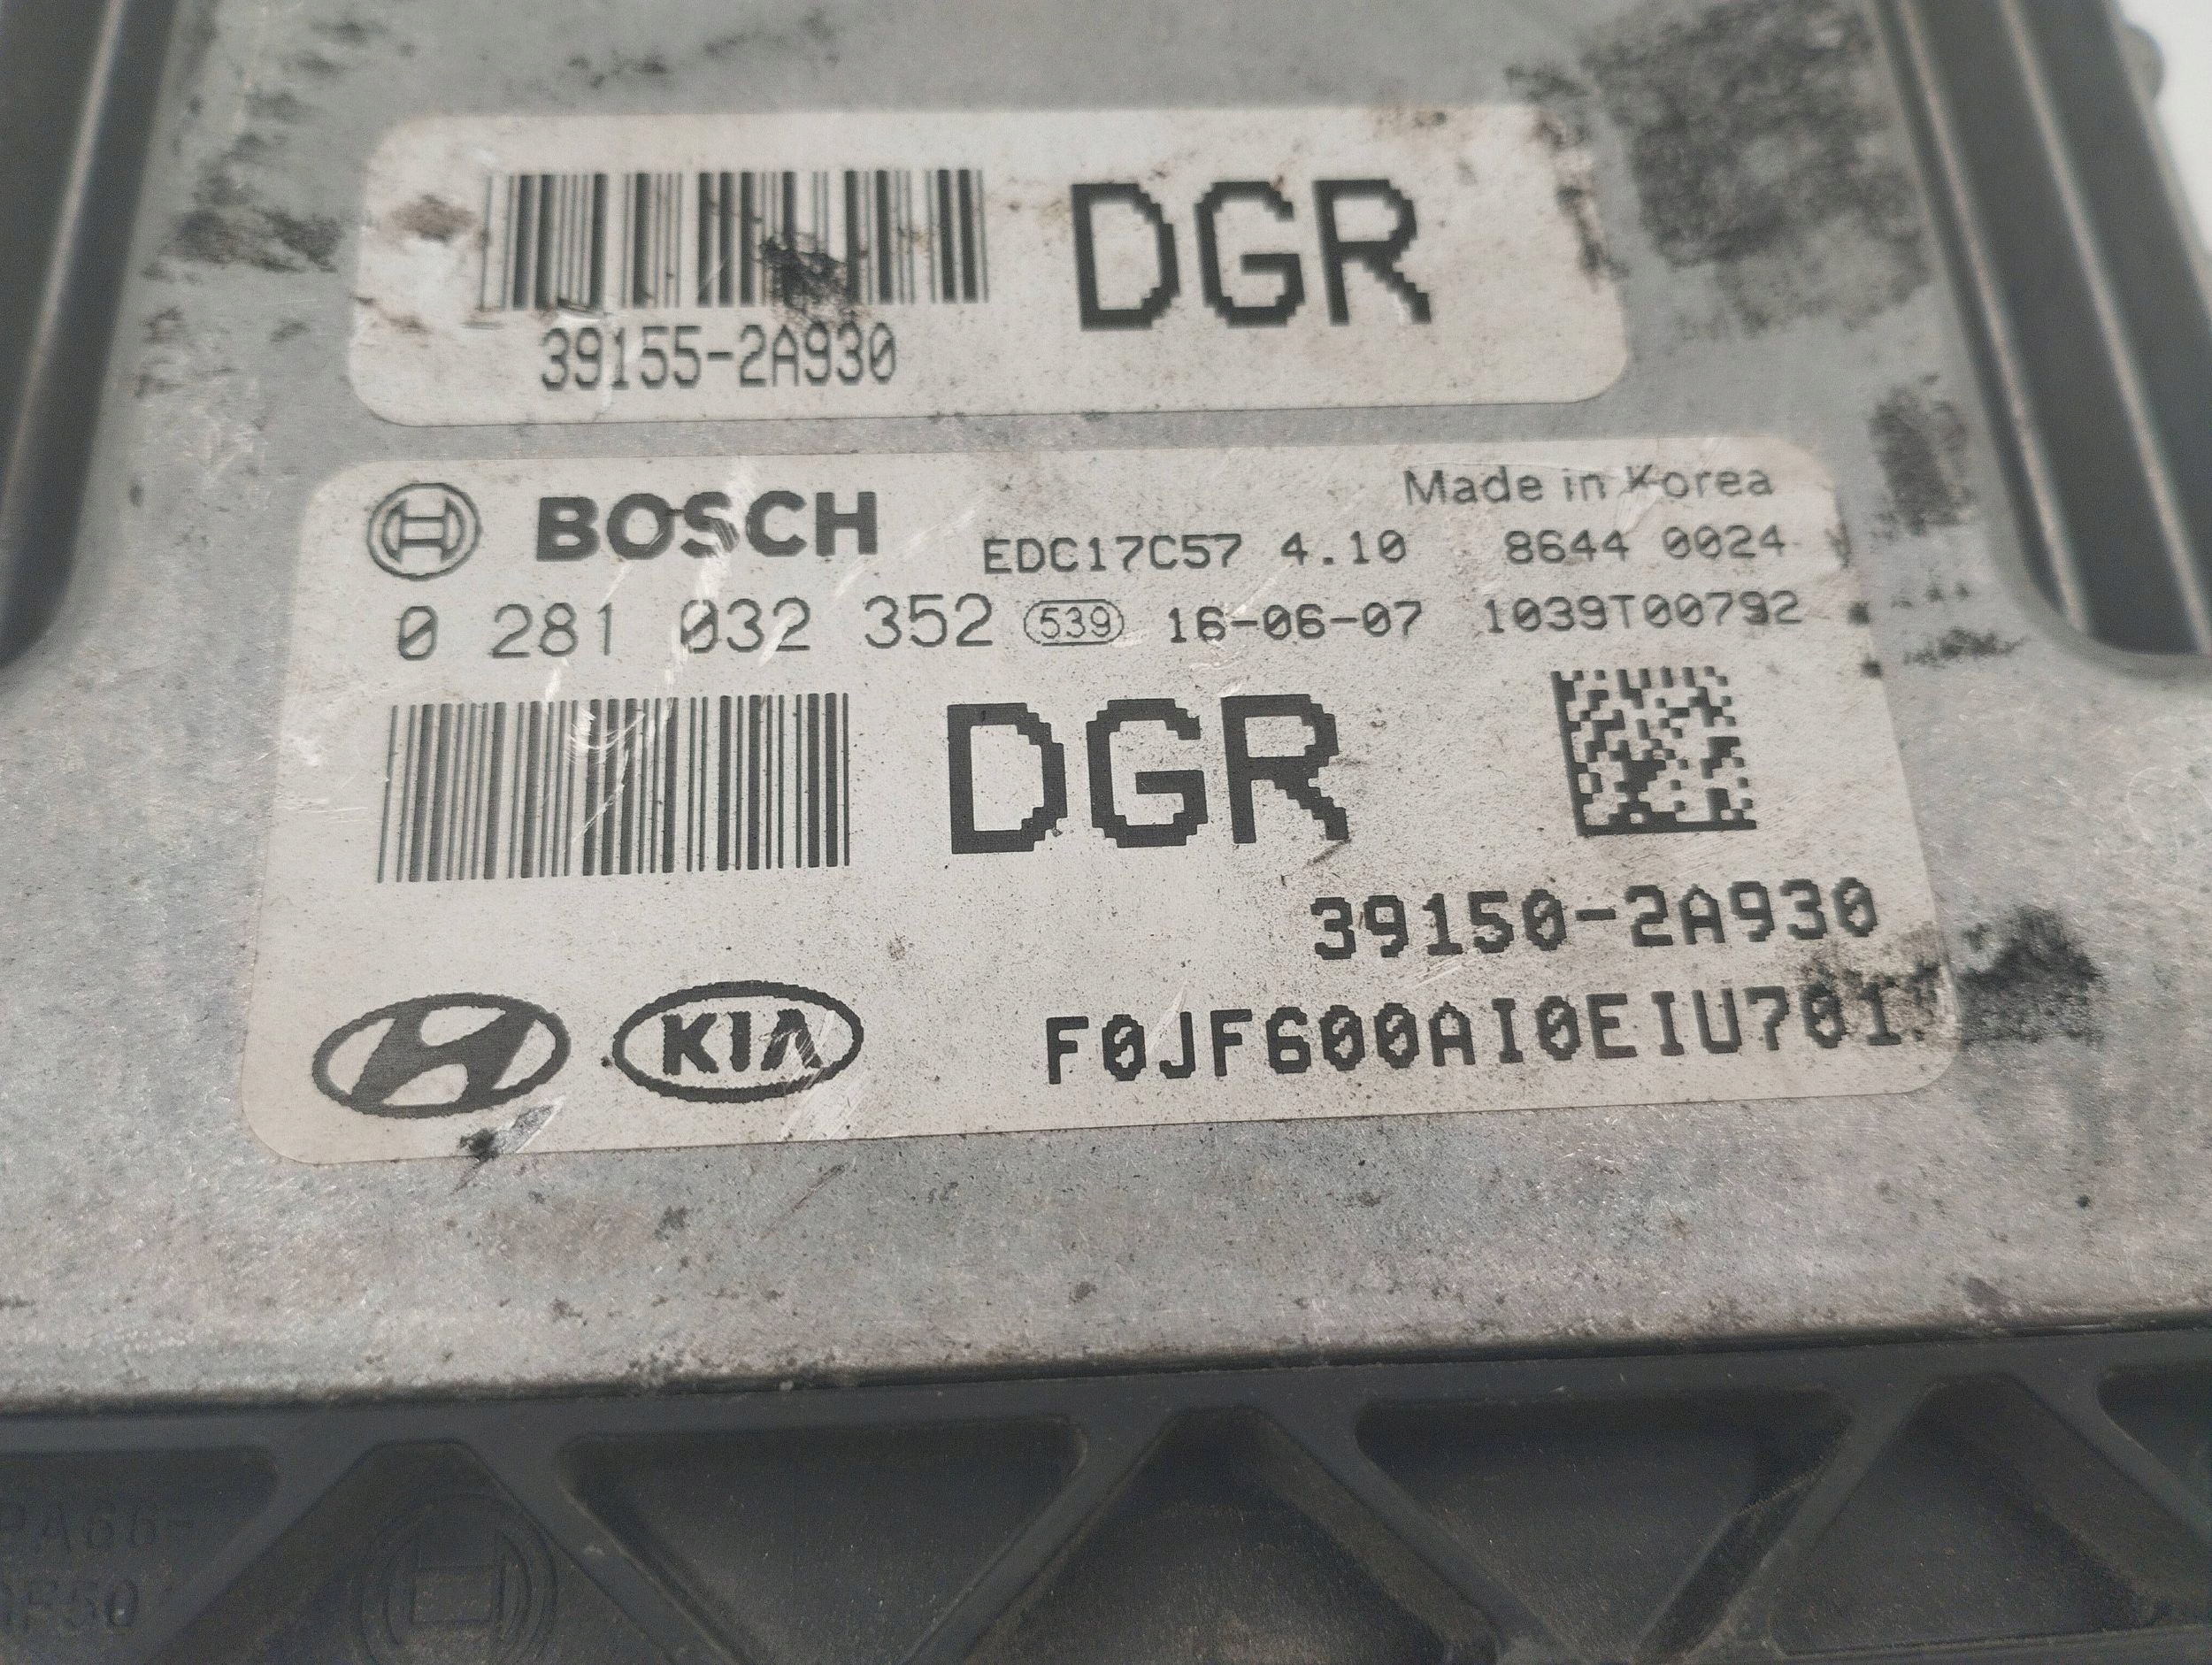 DGR
39155-2A930
BOSCH
Made in Korea
EDC17C57 4.10 8644 0024
0 281 032 352 539 16-06-07 1039T00792
DGR
39150-2A930
KIA
F0JF600AI0EIU701
PA66-